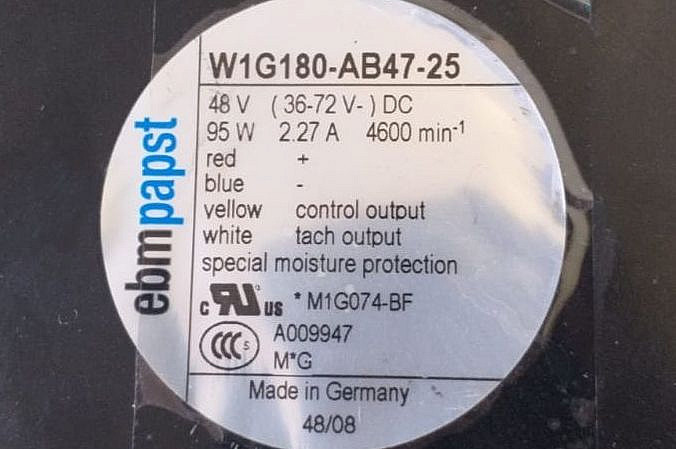 ebmpapst
W1G180-AB47-25
48 V ( 36-72 V- ) DC
95 W 2.27 A 4600 min-1
red +
blue -
yellow control output
white tach output
special moisture protection
c RU US * M1G074-BF
CCC S A009947
M*G
Made in Germany
48/08